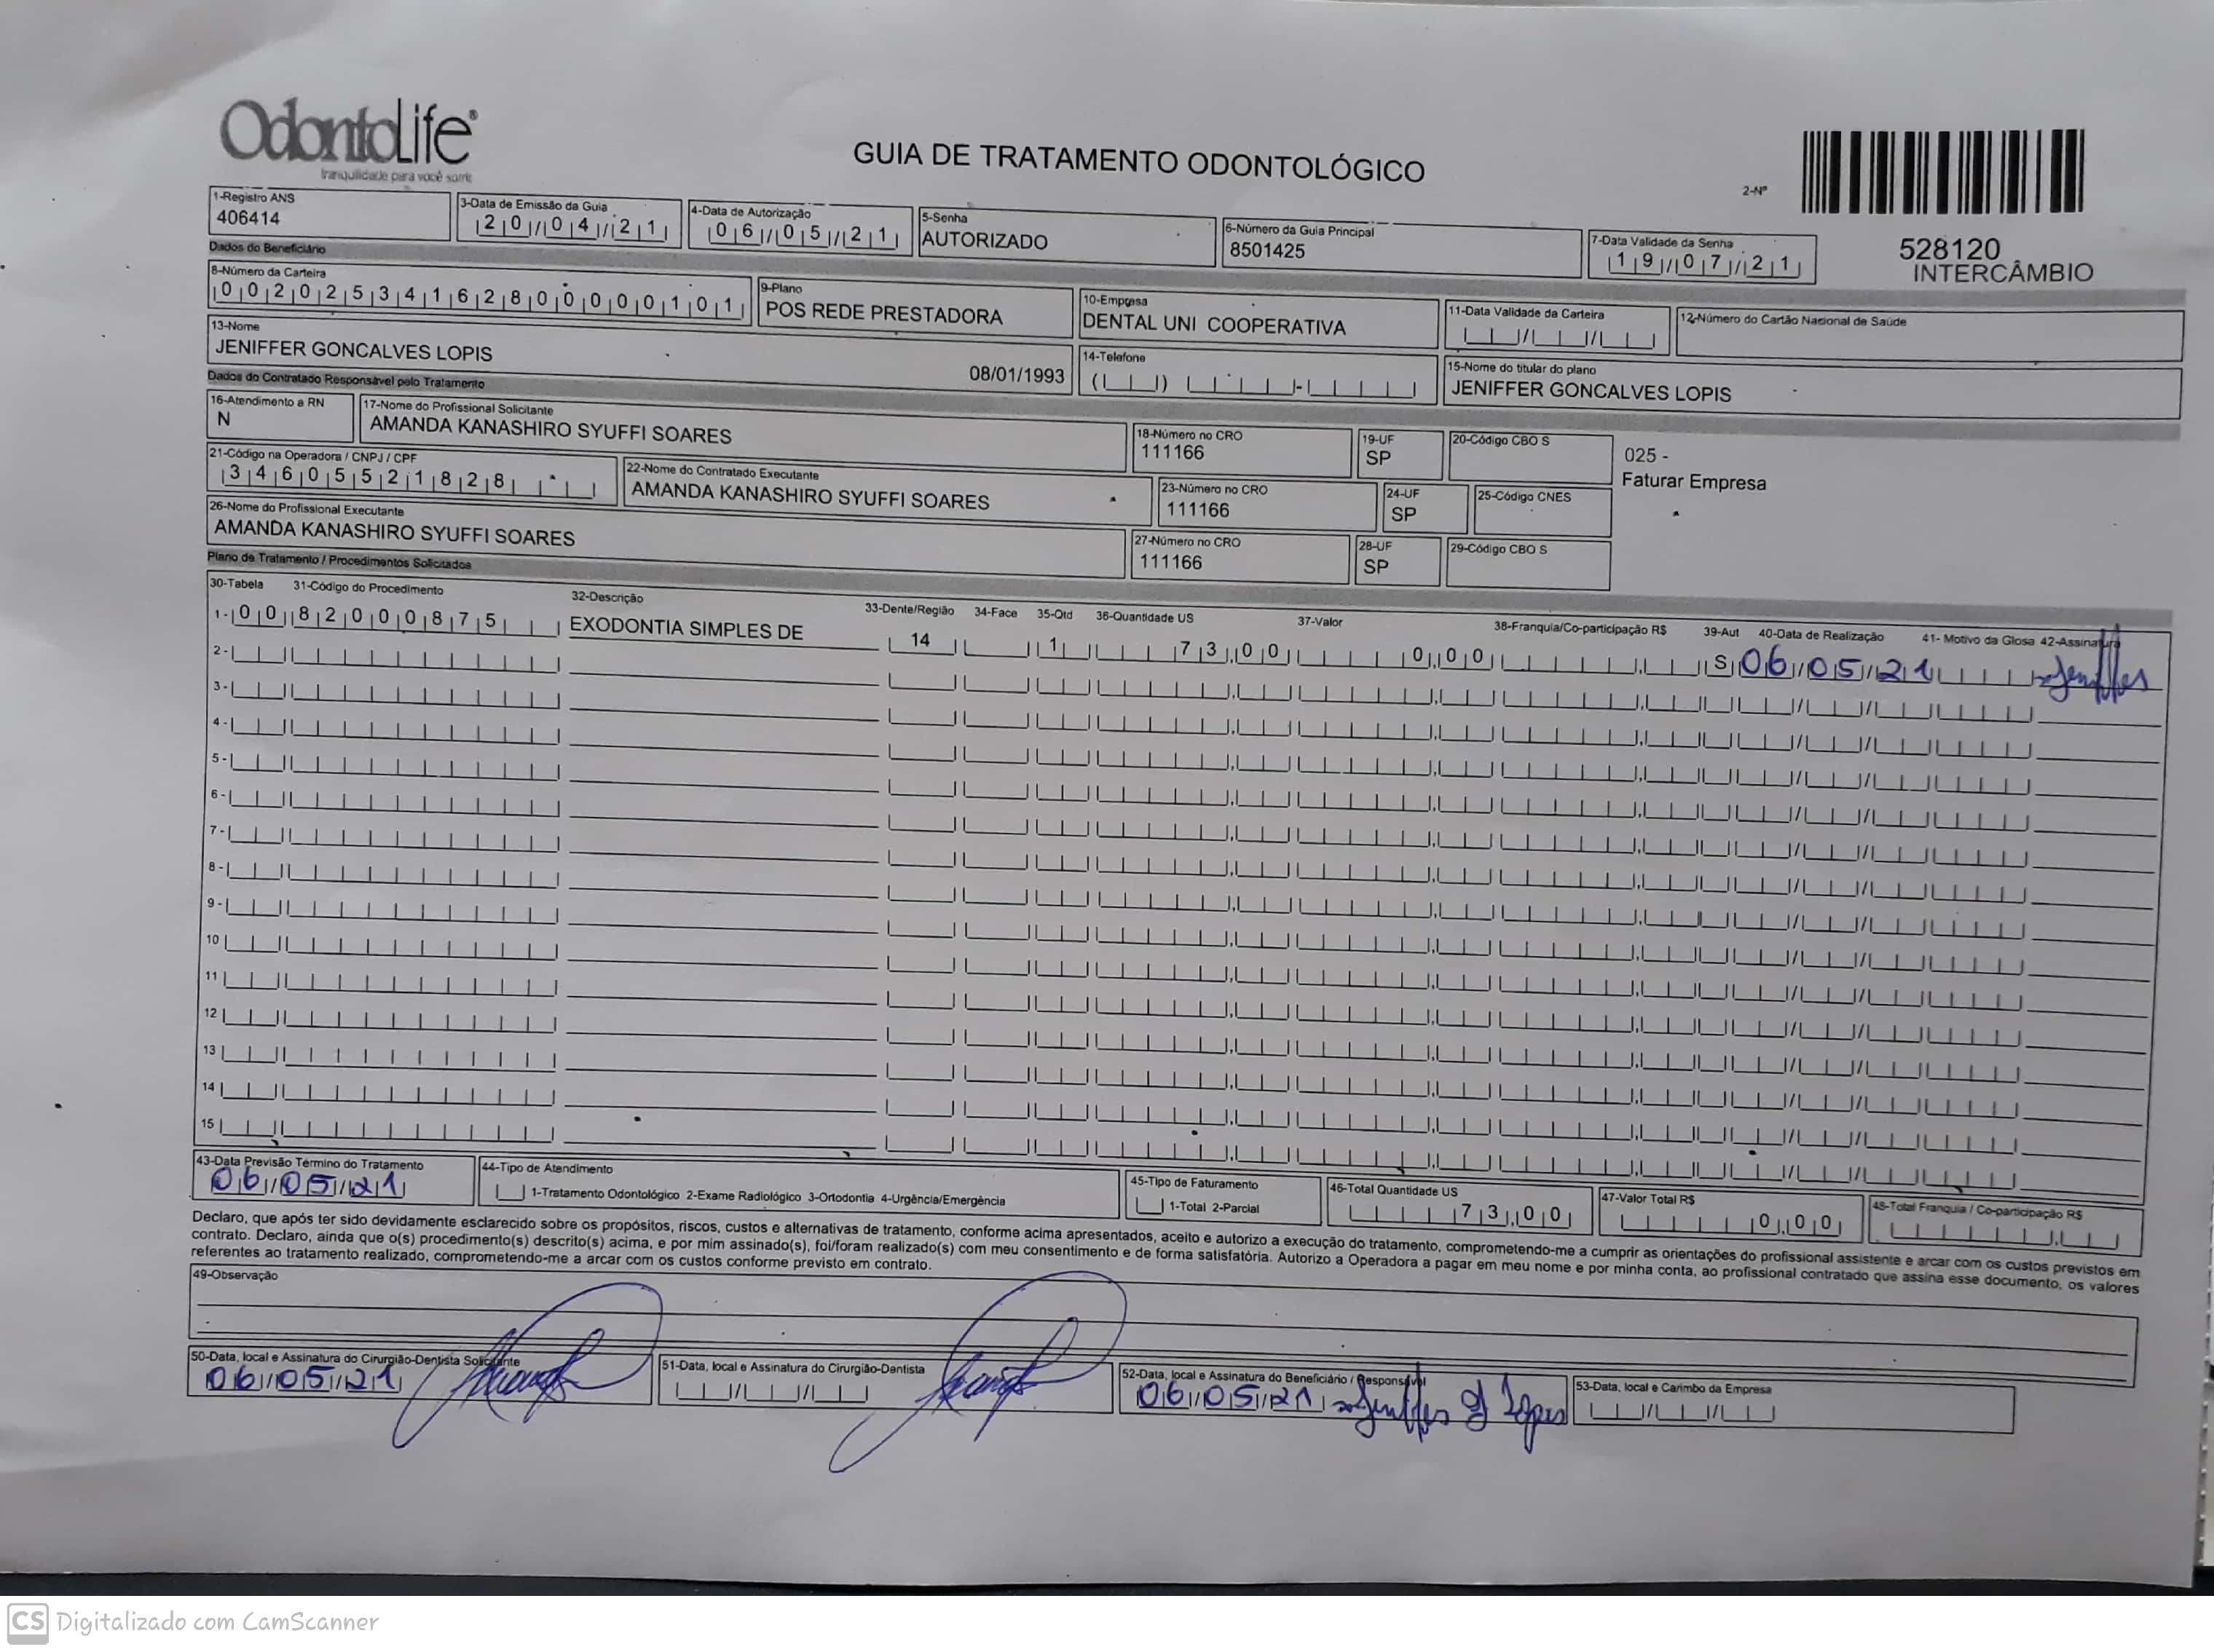 OdontoLife®
tranquilidade para você sorrir
GUIA DE TRATAMENTO ODONTOLÓGICO
2-Nº
528120
INTERCÂMBIO
1-Registro ANS
406414
3-Data de Emissão da Guia
20/04/21
4-Data de Autorização
06/05/21
5-Senha
AUTORIZADO
6-Número da Guia Principal
8501425
7-Data Validade da Senha
19/07/21
Dados do Beneficiário
8-Número da Carteira
00202534162800000101
9-Plano
POS REDE PRESTADORA
10-Empresa
DENTAL UNI COOPERATIVA
11-Data Validade da Carteira
12-Número do Cartão Nacional de Saúde
13-Nome
JENIFFER GONCALVES LOPIS 08/01/1993
14-Telefone
15-Nome do titular do plano
JENIFFER GONCALVES LOPIS
Dados do Contratado Responsável pelo Tratamento
16-Atendimento a RN
N
17-Nome do Profissional Solicitante
AMANDA KANASHIRO SYUFFI SOARES
18-Número no CRO
111166
19-UF
SP
20-Código CBO S
025 -
Faturar Empresa
21-Código na Operadora / CNPJ / CPF
34605521828
22-Nome do Contratado Executante
AMANDA KANASHIRO SYUFFI SOARES
23-Número no CRO
111166
24-UF
SP
25-Código CNES
26-Nome do Profissional Executante
AMANDA KANASHIRO SYUFFI SOARES
27-Número no CRO
111166
28-UF
SP
29-Código CBO S
Plano de Tratamento / Procedimentos Solicitados
30-Tabela 31-Código do Procedimento 32-Descrição 33-Dente/Região 34-Face 35-Qtd 36-Quantidade US 37-Valor 38-Franquia/Co-participação R$ 39-Aut 40-Data de Realização 41- Motivo da Glosa 42-Assinatura
1- 00 82000875 EXODONTIA SIMPLES DE 14 1 73,00 0,00 S 06/05/21 Jeniffer
2-
3-
4-
5-
6-
7-
8-
9-
10
11
12
13
14
15
43-Data Previsão Término do Tratamento
06/05/21
44-Tipo de Atendimento
1-Tratamento Odontológico 2-Exame Radiológico 3-Ortodontia 4-Urgência/Emergência
45-Tipo de Faturamento
1-Total 2-Parcial
46-Total Quantidade US
73,00
47-Valor Total R$
0,00
48-Total Franquia / Co-participação R$
Declaro, que após ter sido devidamente esclarecido sobre os propósitos, riscos, custos e alternativas de tratamento, conforme acima apresentados, aceito e autorizo a execução do tratamento, comprometendo-me a cumprir as orientações do profissional assistente e arcar com os custos previstos em
contrato. Declaro, ainda que o(s) procedimento(s) descrito(s) acima, e por mim assinado(s), foi/foram realizado(s) com meu consentimento e de forma satisfatória. Autorizo a Operadora a pagar em meu nome e por minha conta, ao profissional contratado que assina esse documento, os valores
referentes ao tratamento realizado, comprometendo-me a arcar com os custos conforme previsto em contrato.
49-Observação
50-Data, local e Assinatura do Cirurgião-Dentista Solicitante
06/05/21
51-Data, local e Assinatura do Cirurgião-Dentista
52-Data, local e Assinatura do Beneficiário / Responsável
06/05/21 Jeniffer G Lopes
53-Data, local e Carimbo da Empresa
CS Digitalizado com CamScanner